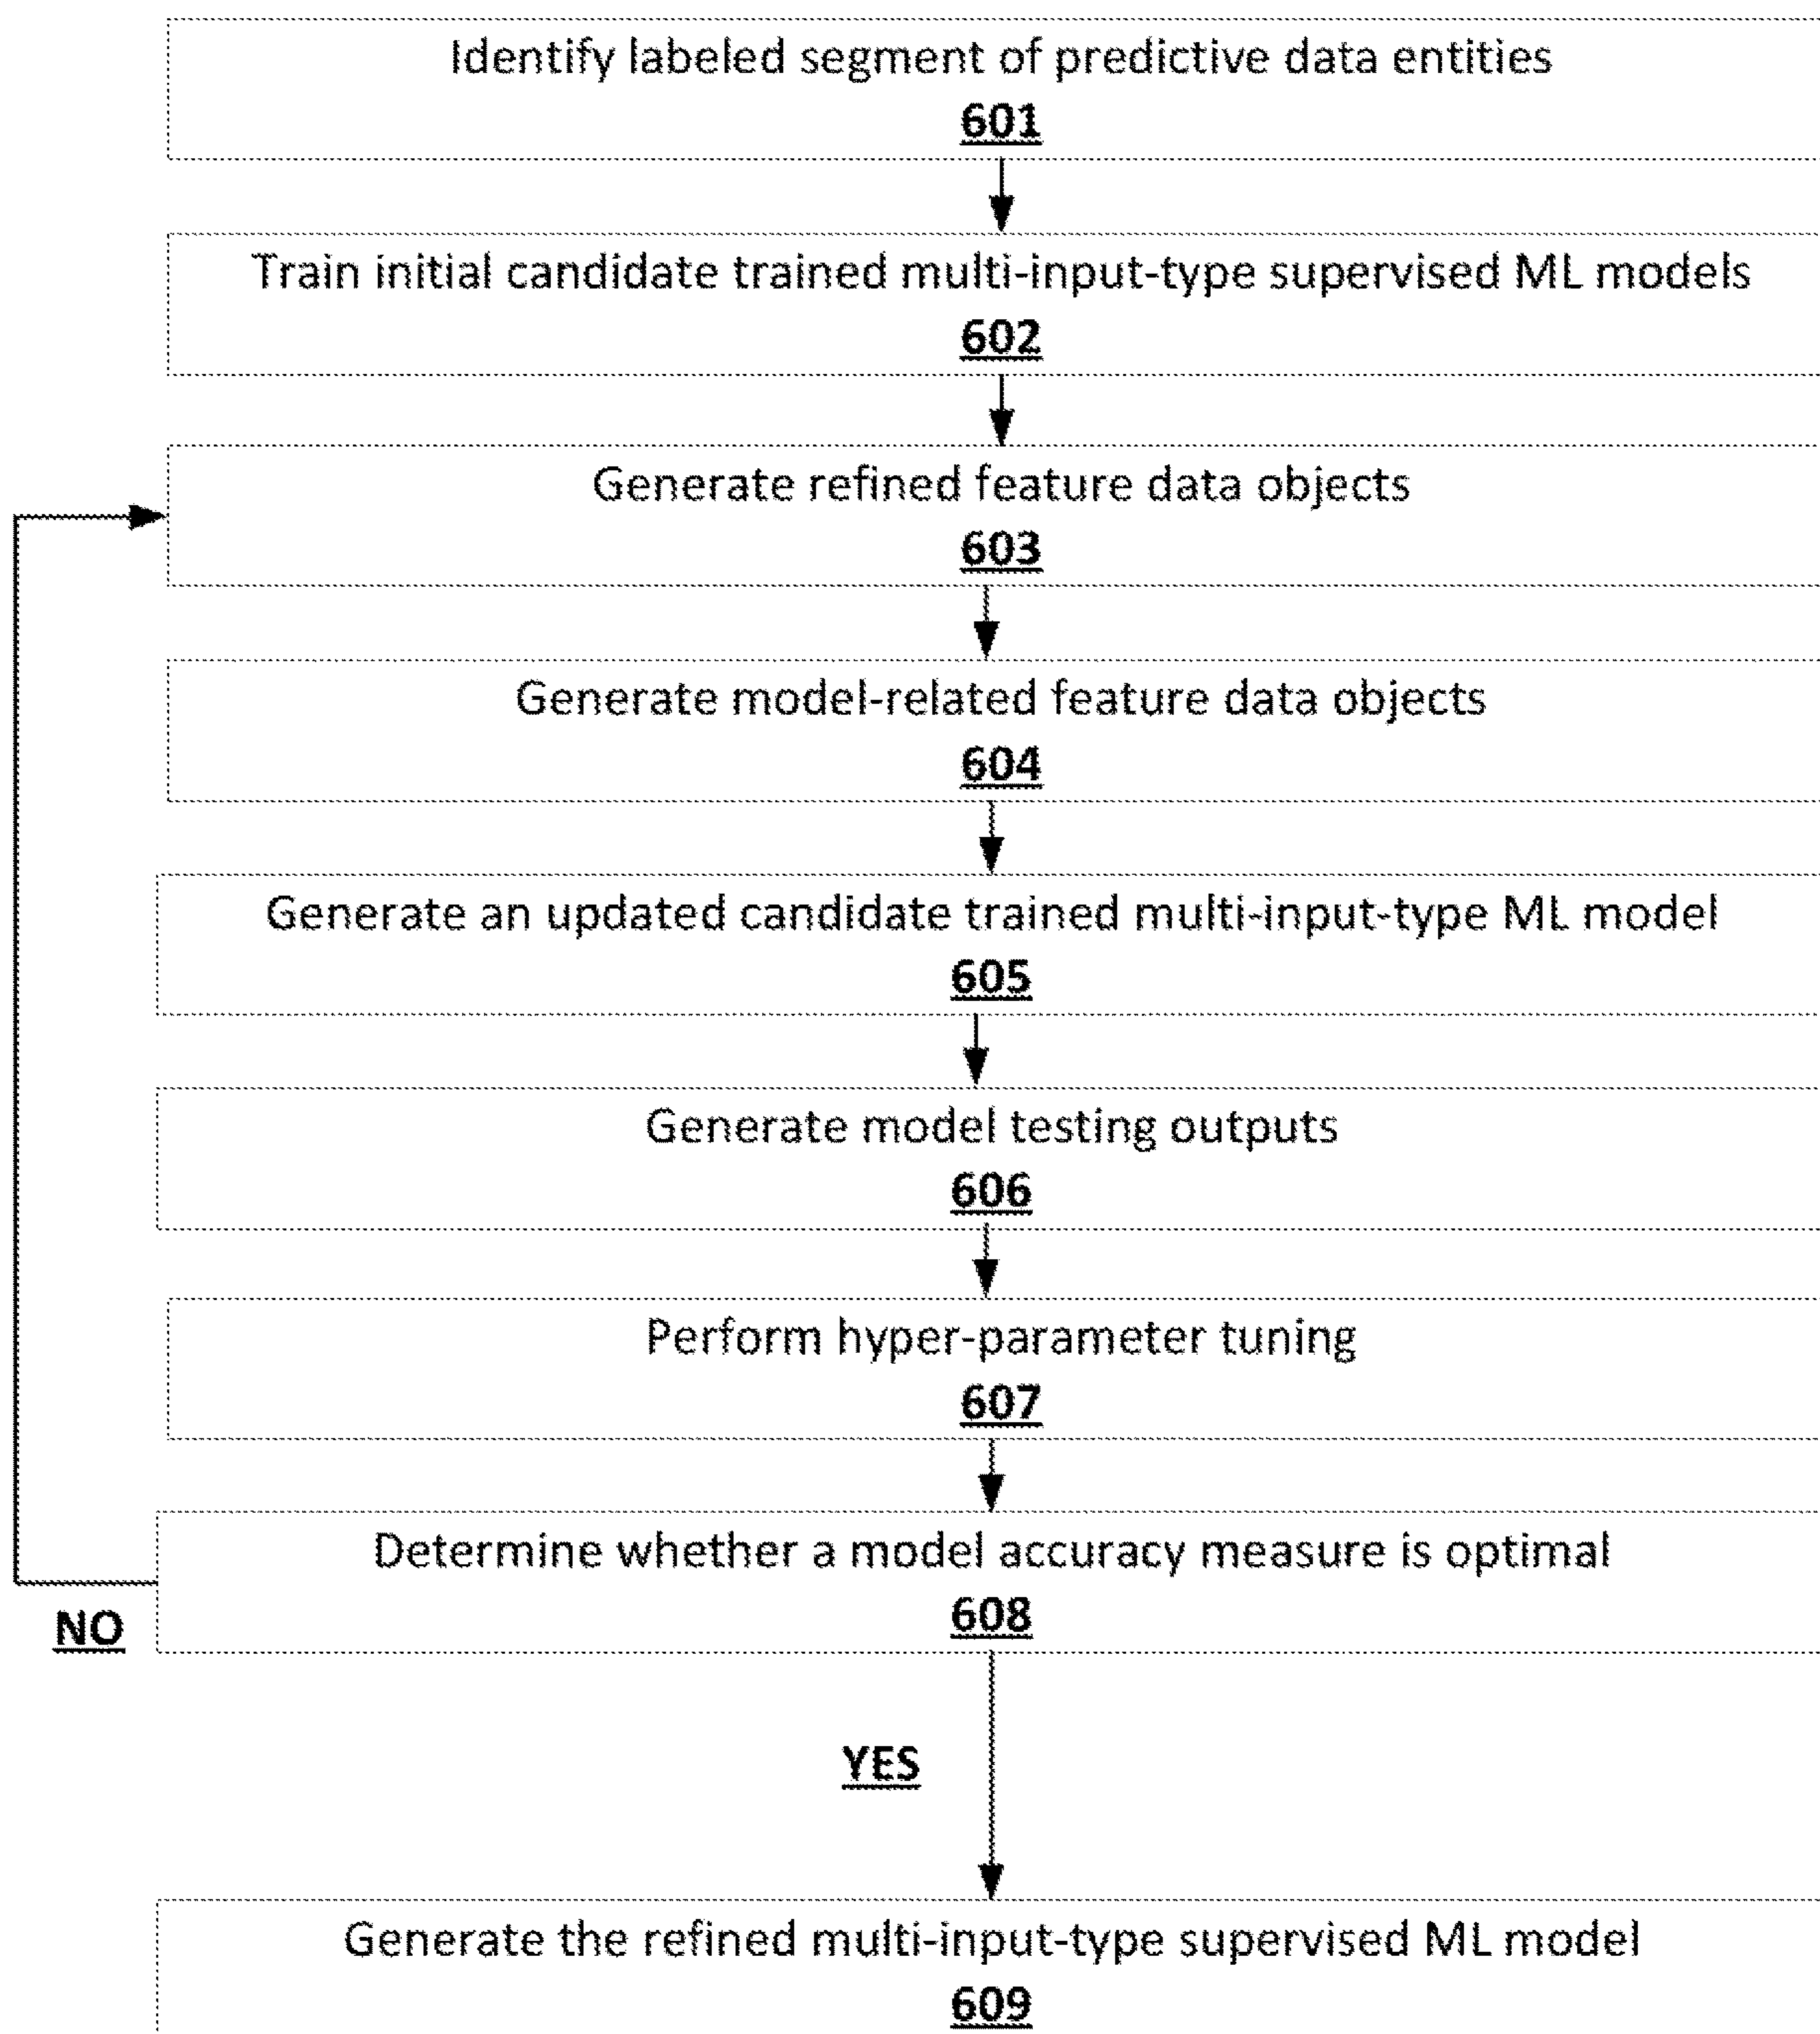 Identify labeled segment of predictive data entities
601
Train initial candidate trained multi-input-type supervised ML models
602
Generate refined feature data objects
603
Generate model-related feature data objects
604
Generate an updated candidate trained multi-input-type ML model
605
Generate model testing outputs
606
Perform hyper-parameter tuning
607
Determine whether a model accuracy measure is optimal
608
NO
YES
Generate the refined multi-input-type supervised ML model
609